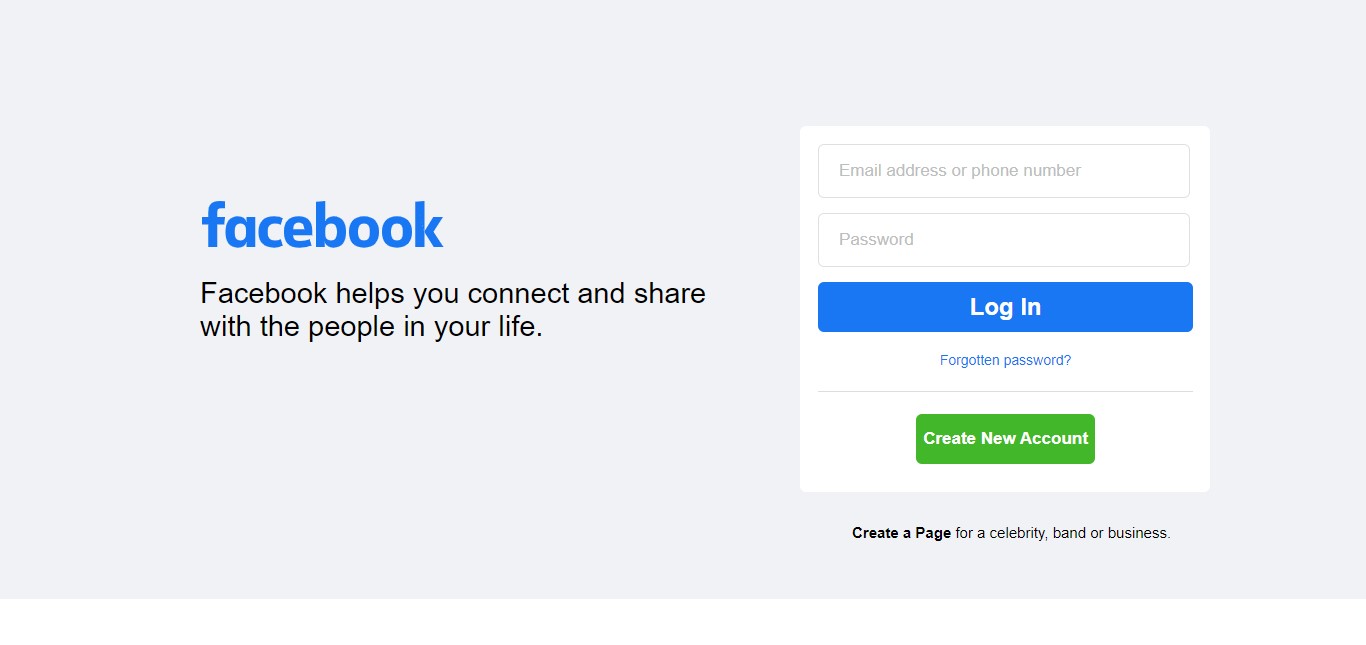 facebook
Facebook helps you connect and share
with the people in your life.
Email address or phone number
Password
Log In
Forgotten password?
Create New Account
Create a Page for a celebrity, band or business.